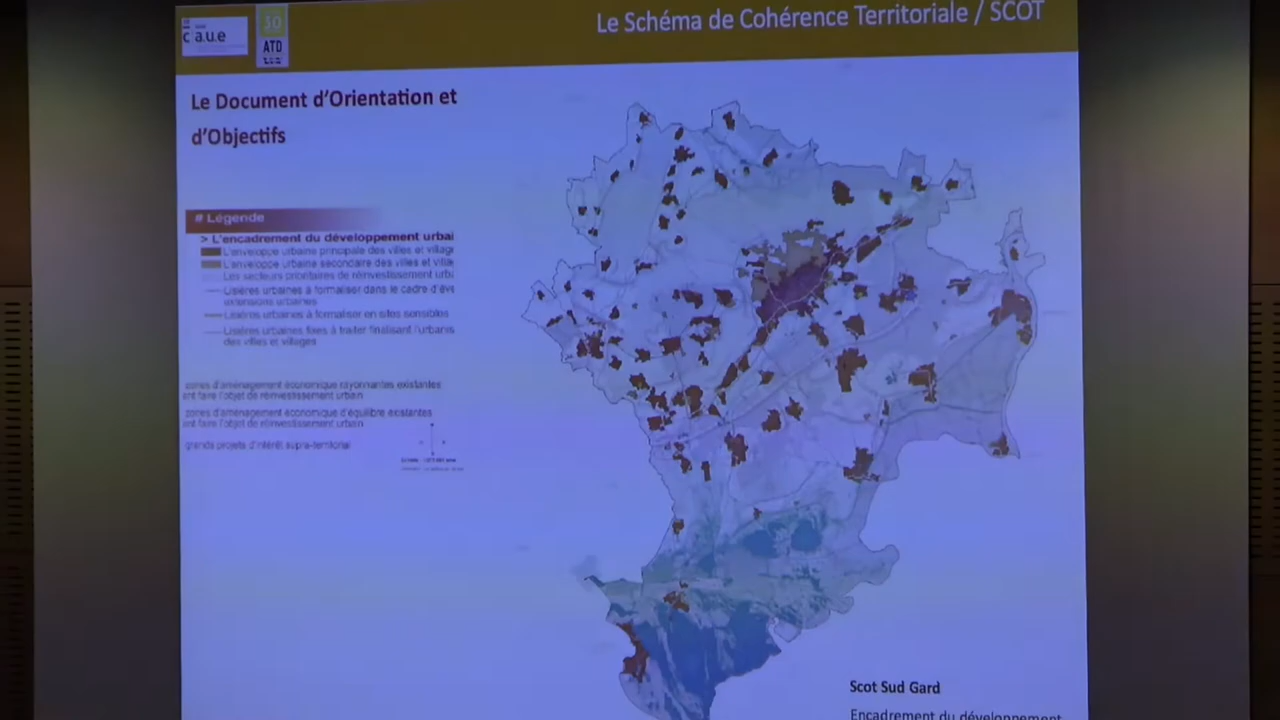 c|a.u.e
30
ATD
Le Schéma de Cohérence Territoriale / SCOT
Le Document d'Orientation et
d'Objectifs
# Légende
> L'encadrement du développement urbai
L'enveloppe urbaine principale des villes et villag
L'enveloppe urbaine secondaire des villes et villa
Les secteurs prioritaires de réinvestissement urb
Lisières urbaines à formaliser dans le cadre d'év
extensions urbaines
Lisières urbaines à formaliser en sites sensibles
Lisières urbaines fixes à traiter finalisant l'urbanis
des villes et villages
zones d'aménagement économique rayonnantes existantes
ant faire l'objet de réinvestissement urbain
zones d'aménagement économique d'équilibre existantes
ant faire l'objet de réinvestissement urbain
grands projets d'intérêt supra-territorial
Scot Sud Gard
Encadrement du développement